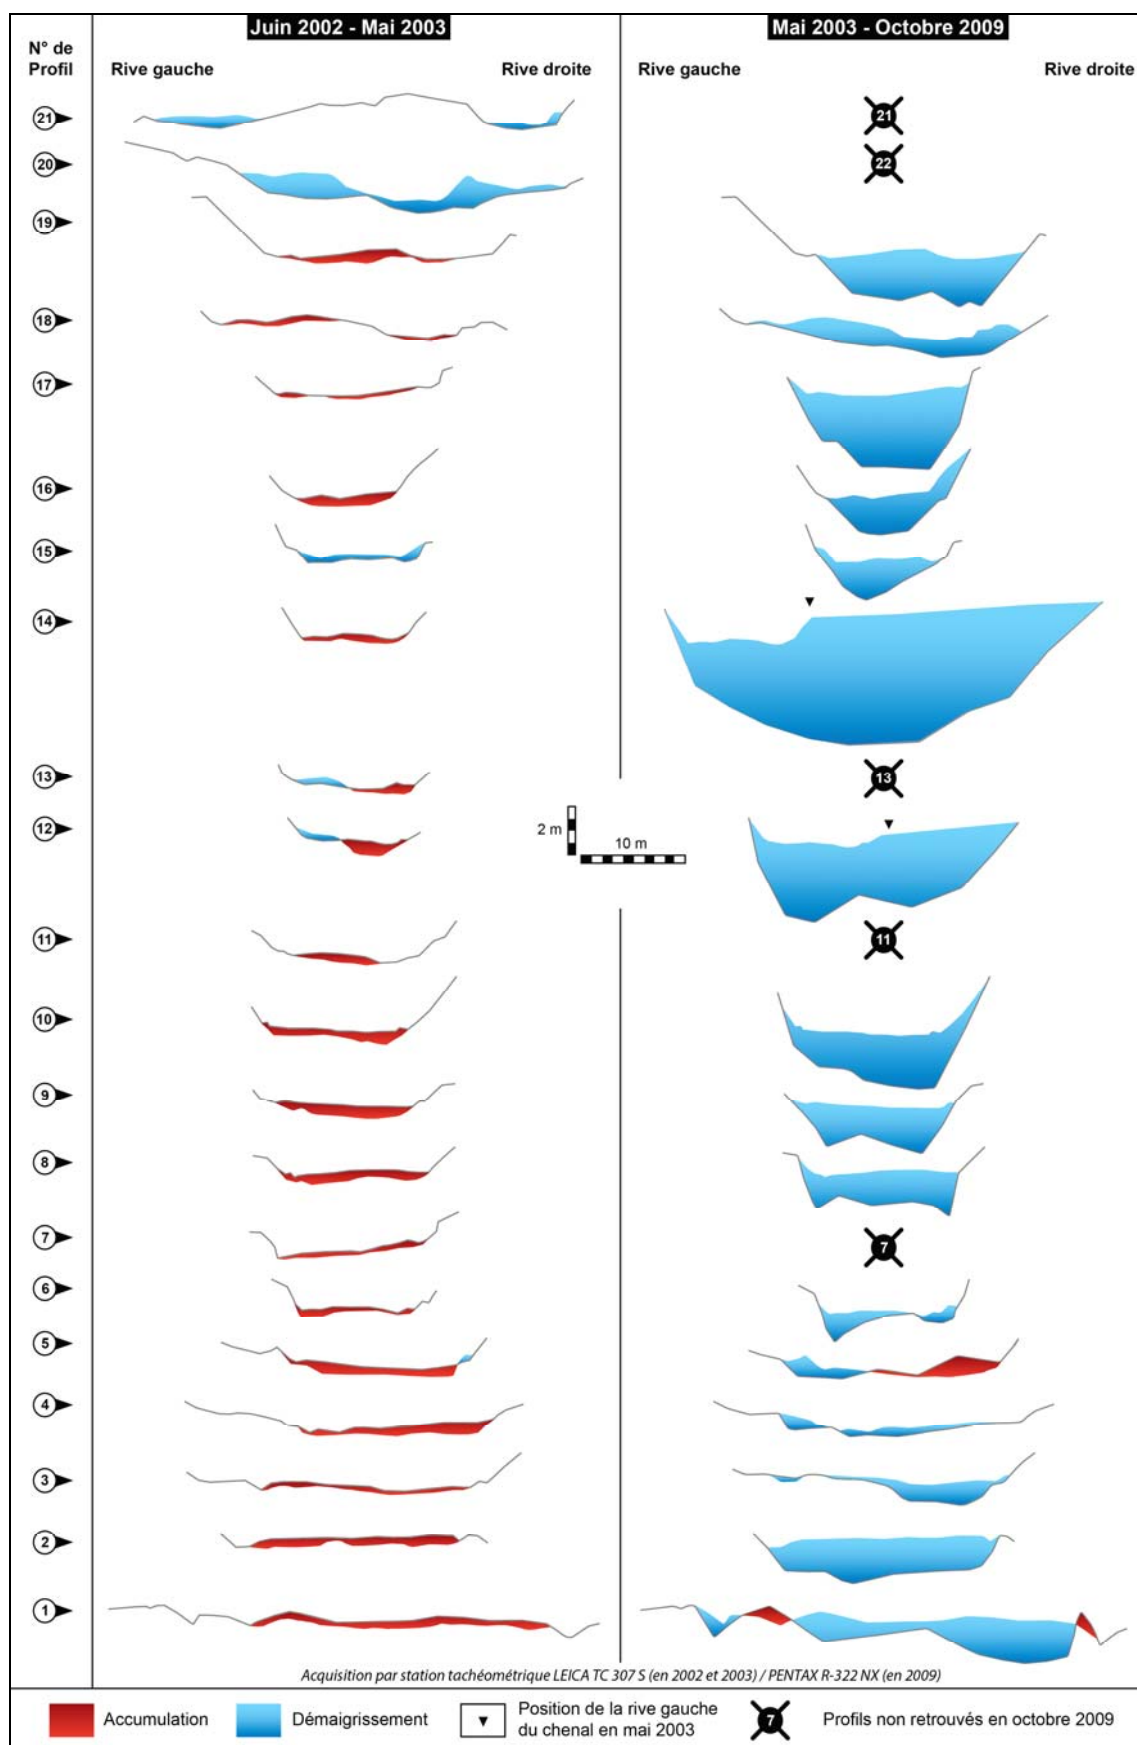 Juin 2002 - Mai 2003
Mai 2003 - Octobre 2009
N° de
Profil
Rive gauche
Rive droite
Rive gauche
Rive droite
21
21
20
22
19
18
17
16
15
14
13
13
12
2 m
10 m
11
11
10
9
8
7
7
6
5
4
3
2
1
Acquisition par station tachéométrique LEICA TC 307 S (en 2002 et 2003) / PENTAX R-322 NX (en 2009)
Accumulation
Démaigrissement
Position de la rive gauche
du chenal en mai 2003
7
Profils non retrouvés en octobre 2009